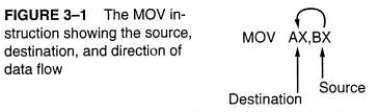 FIGURE 3–1 The MOV in-
struction showing the source,
destination, and direction of
data flow
MOV AX,BX
Source
Destination